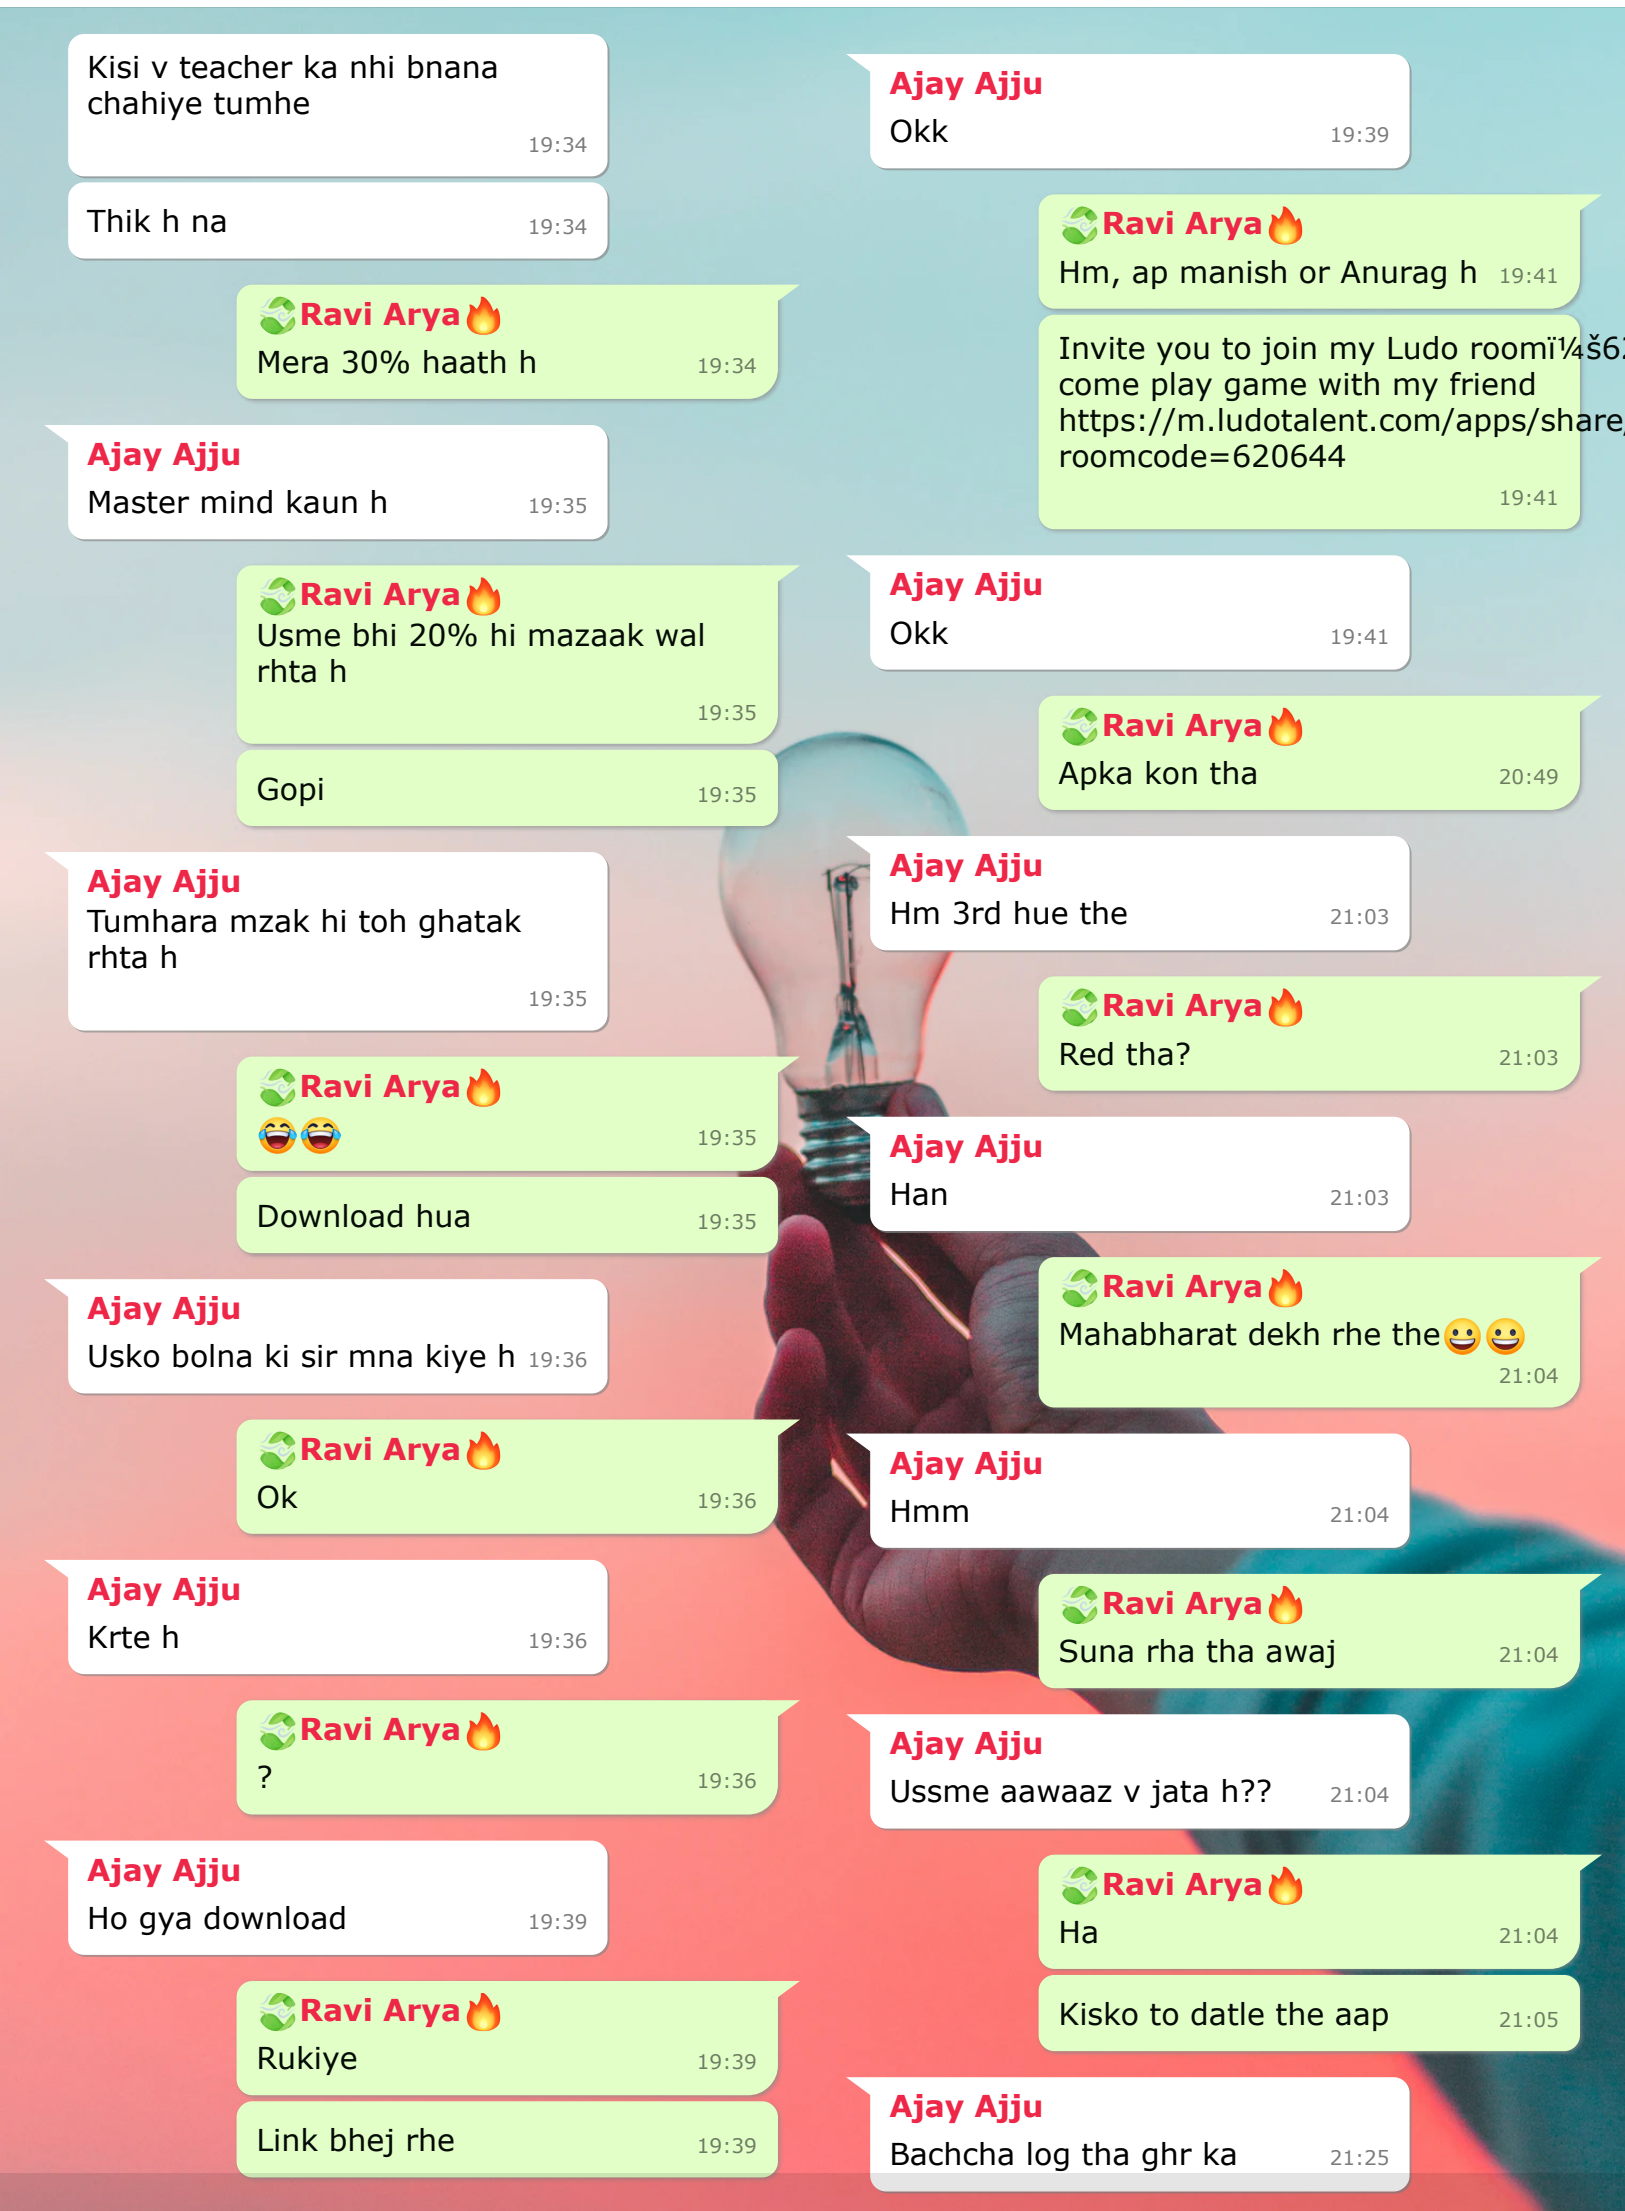 Kisi v teacher ka nhi bnana
chahiye tumhe
19:34
Thik h na 19:34
Ravi Arya🔥
Mera 30% haath h 19:34
Ajay Ajju
Master mind kaun h 19:35
Ravi Arya🔥
Usme bhi 20% hi mazaak wal
rhta h
19:35
Gopi 19:35
Ajay Ajju
Tumhara mzak hi toh ghatak
rhta h
19:35
Ravi Arya🔥
😂😂 19:35
Download hua 19:35
Ajay Ajju
Usko bolna ki sir mna kiye h 19:36
Ravi Arya🔥
Ok 19:36
Ajay Ajju
Krte h 19:36
Ravi Arya🔥
? 19:36
Ajay Ajju
Ho gya download 19:39
Ravi Arya🔥
Rukiye 19:39
Link bhej rhe 19:39
Ajay Ajju
Okk 19:39
Ravi Arya🔥
Hm, ap manish or Anurag h 19:41
Invite you to join my Ludo roomï¼š62
come play game with my friend
https://m.ludotalent.com/apps/share/
roomcode=620644
19:41
Ajay Ajju
Okk 19:41
Ravi Arya🔥
Apka kon tha 20:49
Ajay Ajju
Hm 3rd hue the 21:03
Ravi Arya🔥
Red tha? 21:03
Ajay Ajju
Han 21:03
Ravi Arya🔥
Mahabharat dekh rhe the😀😀
21:04
Ajay Ajju
Hmm 21:04
Ravi Arya🔥
Suna rha tha awaj 21:04
Ajay Ajju
Ussme aawaaz v jata h?? 21:04
Ravi Arya🔥
Ha 21:04
Kisko to datle the aap 21:05
Ajay Ajju
Bachcha log tha ghr ka 21:25